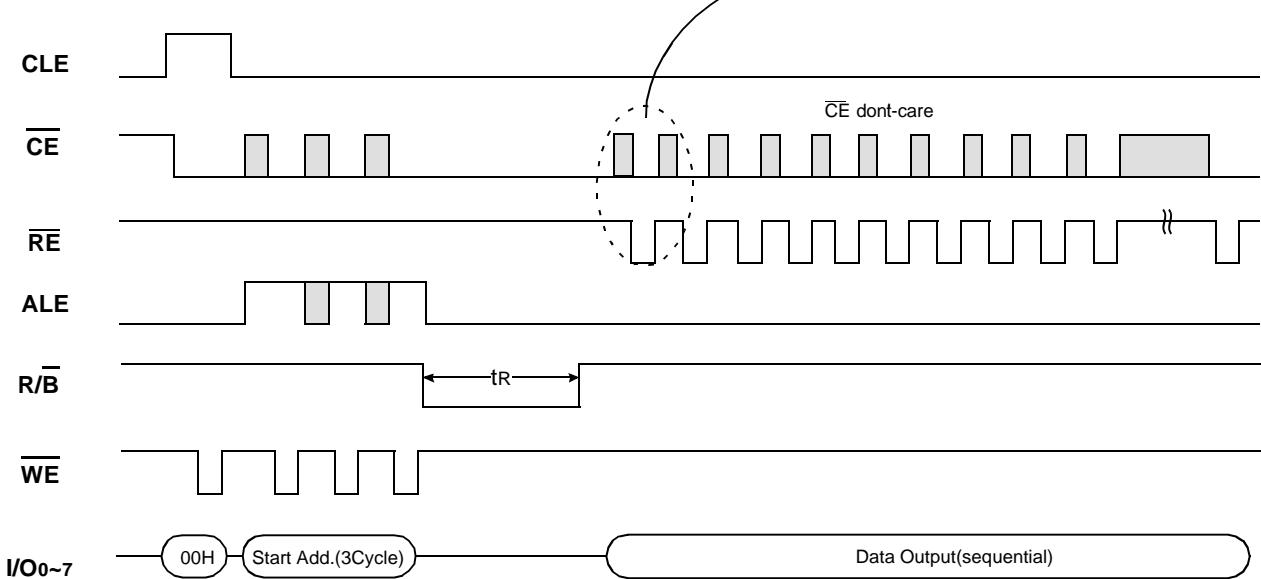 CLE
CE dont-care
CE
RE
ALE
R/B
tR
WE
I/O0~7
00H
Start Add.(3Cycle)
Data Output(sequential)